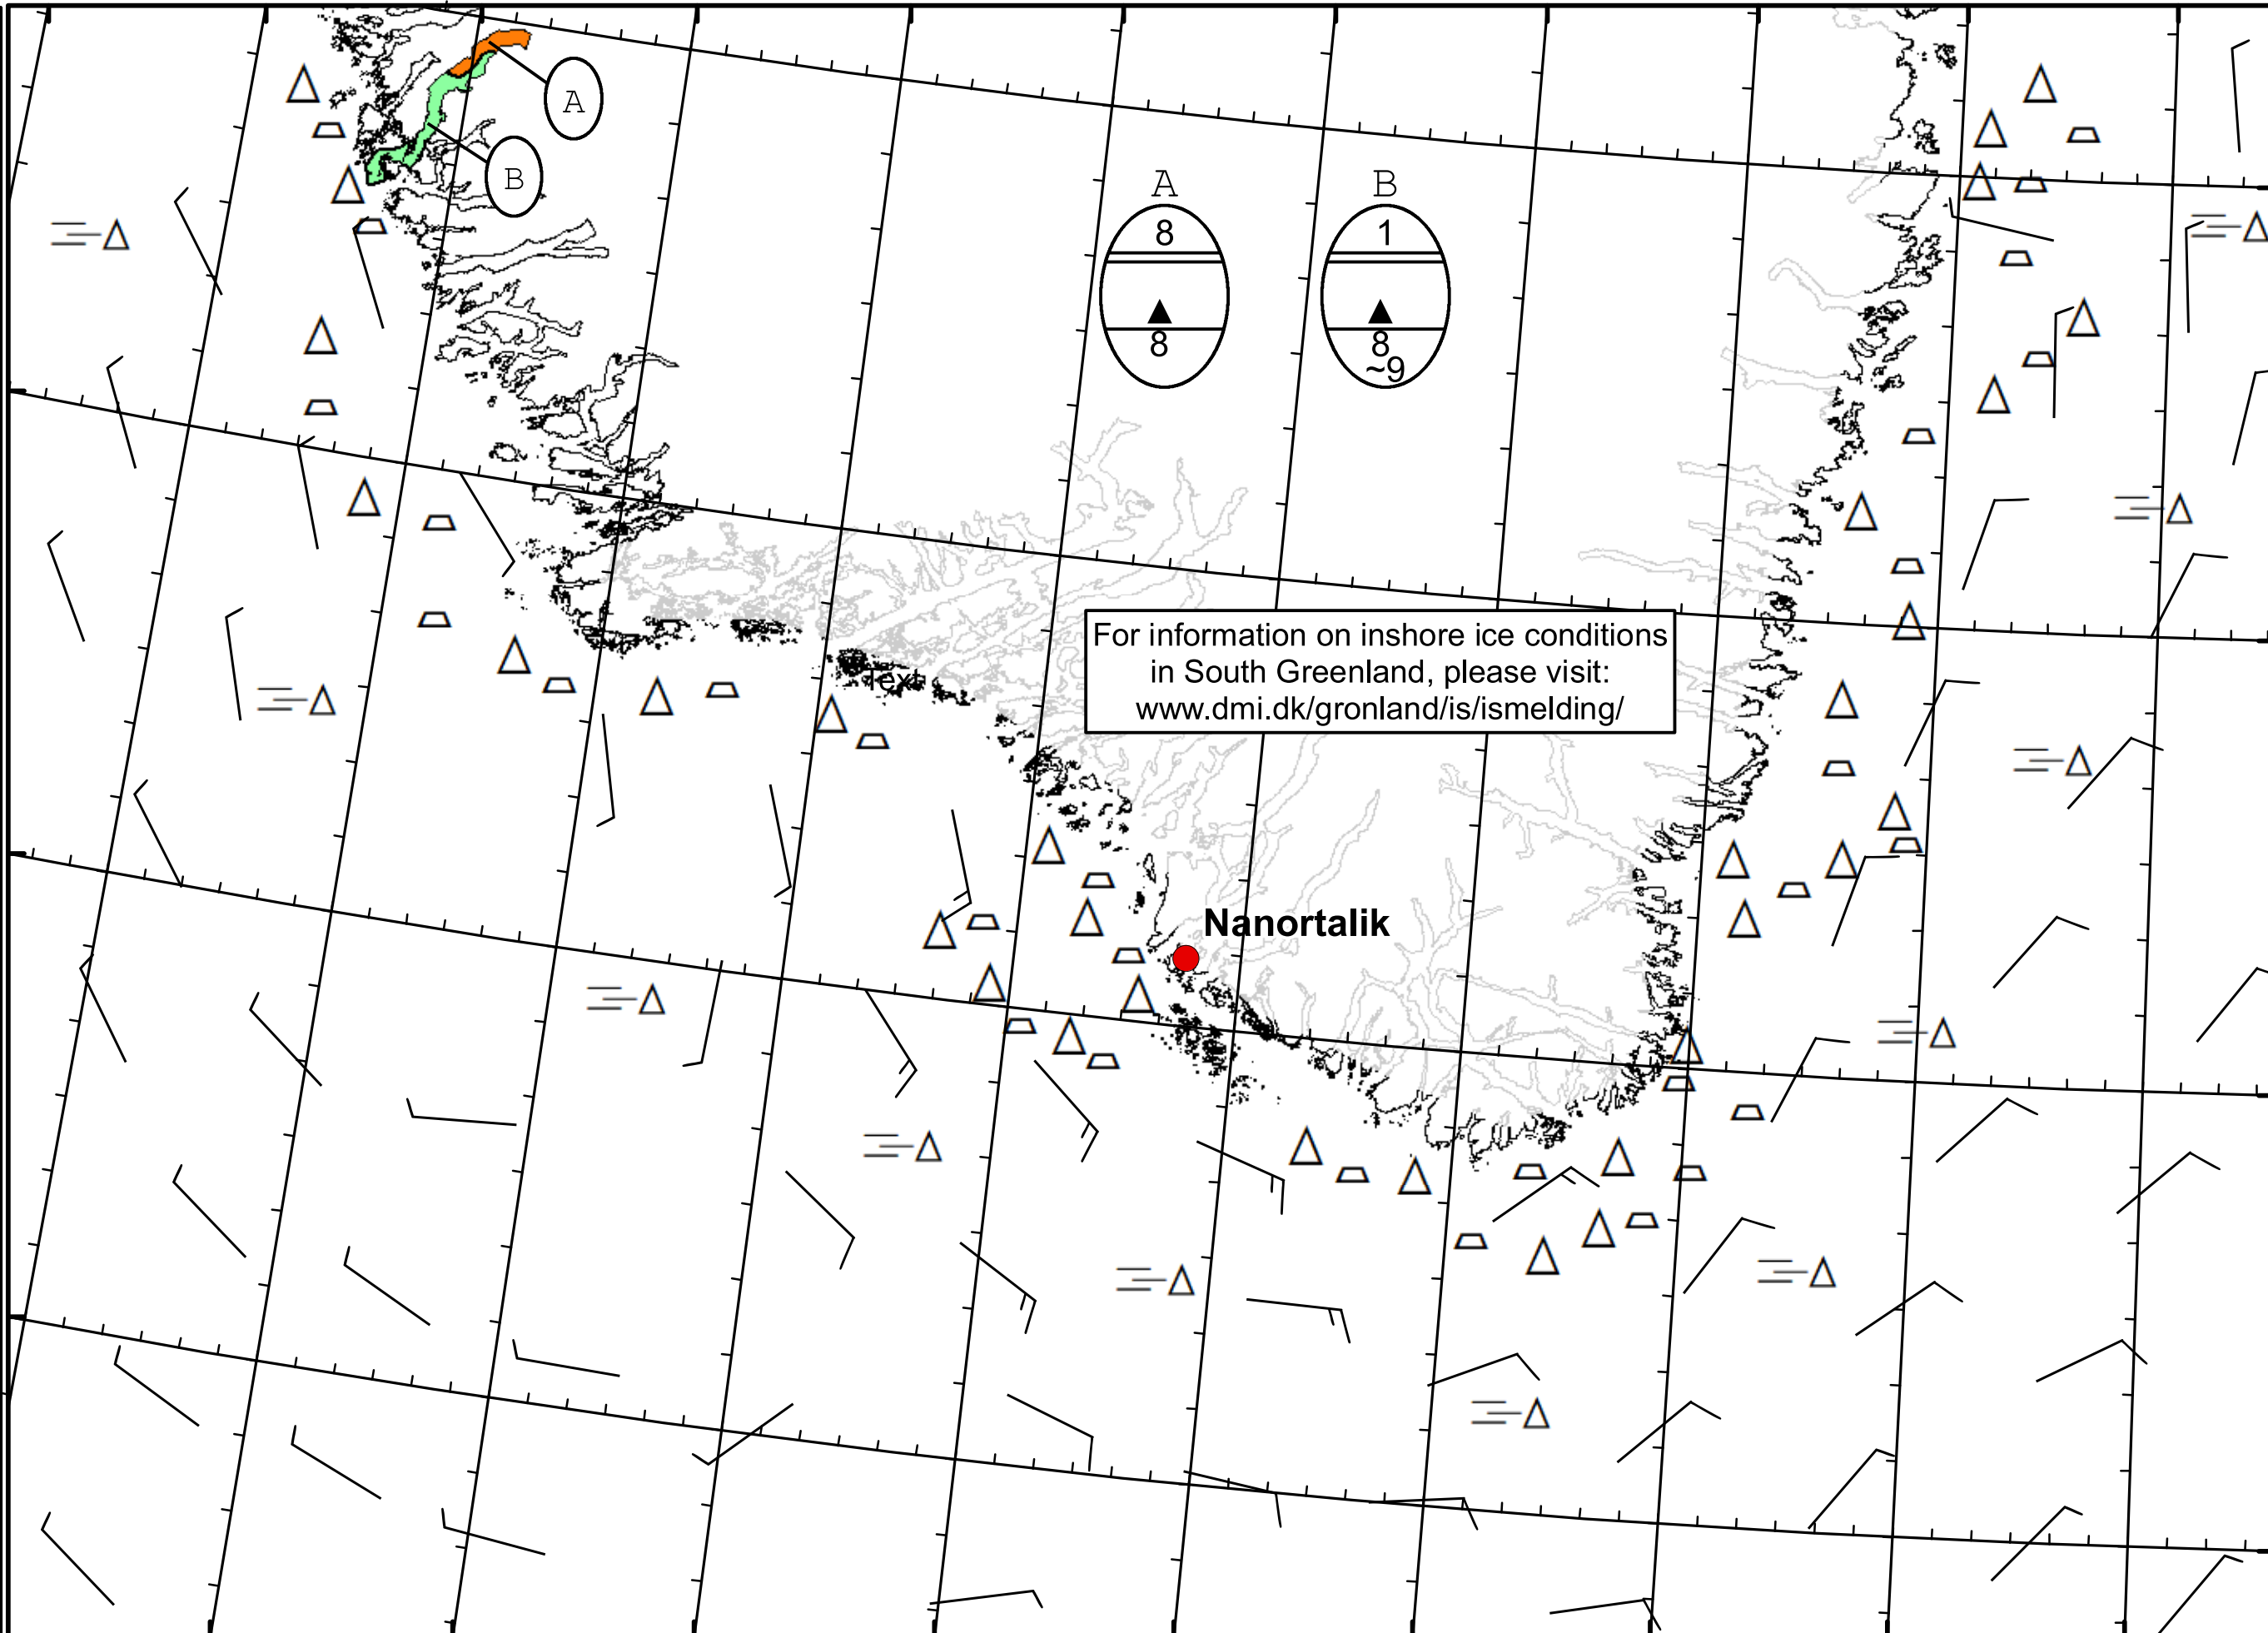 A
B
A
B
8
8
1
8
~9
For information on inshore ice conditions
in South Greenland, please visit:
www.dmi.dk/gronland/is/ismelding/
Text
Nanortalik